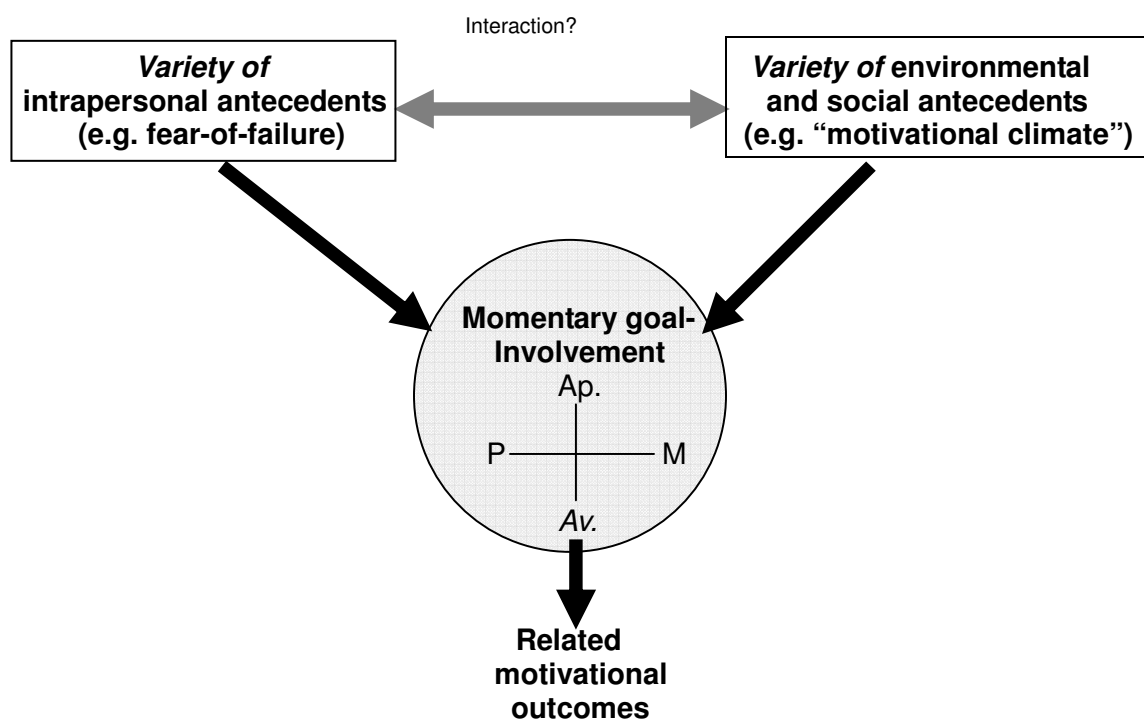 Interaction?
Variety of
intrapersonal antecedents
(e.g. fear-of-failure)
Variety of environmental
and social antecedents
(e.g. “motivational climate”)
Momentary goal-
Involvement
Ap.
P M
Av.
Related
motivational
outcomes